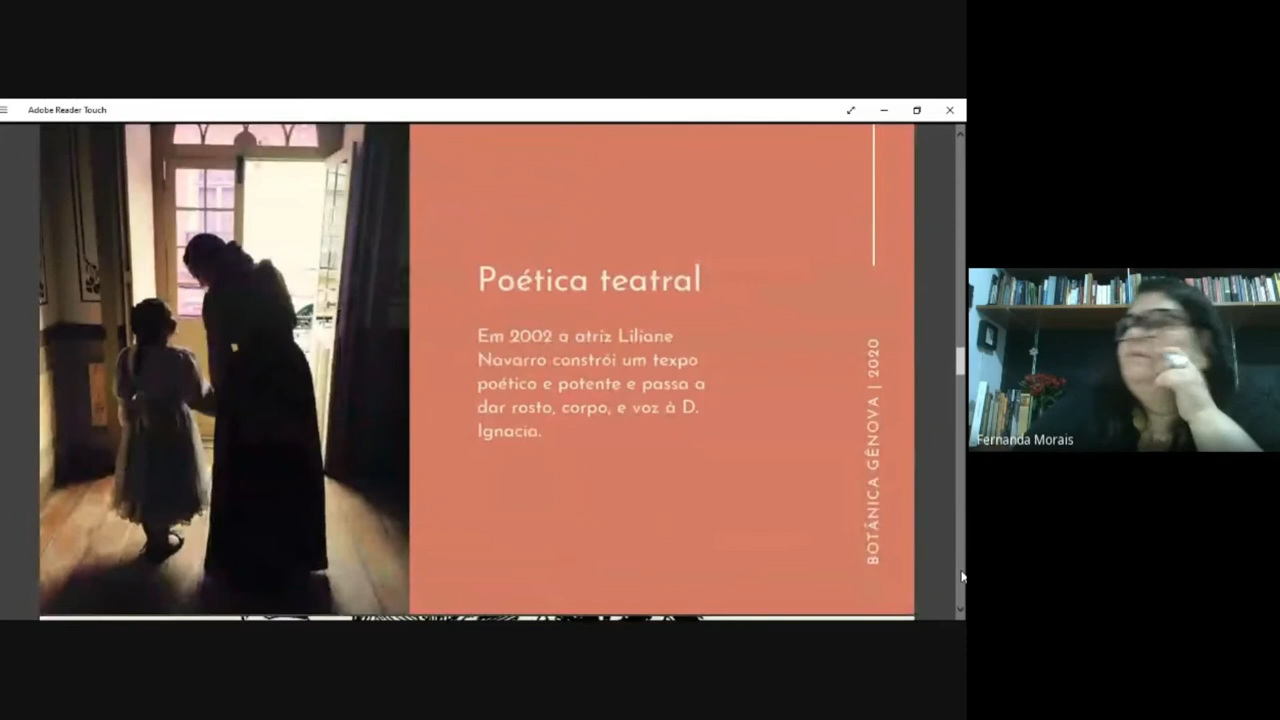 Adobe Reader Touch
Poética teatral
Em 2002 a atriz Liliane
Navarro constrói um texpo
poético e potente e passa a
dar rosto, corpo, e voz à D.
Ignacia.
BOTÂNICA GÊNOVA | 2020
Fernanda Morais